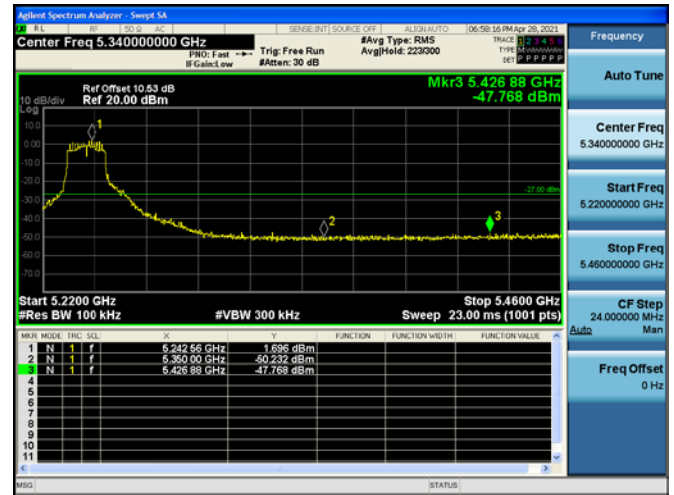 Agilent Spectrum Analyzer - Swept SA
RL RF 50 Ω AC SENSE:INT SOURCE OFF ALIGN AUTO 06:58:16 PM Apr 28, 2021
Center Freq 5.340000000 GHz
PNO: Fast
IFGain:Low
Trig: Free Run
#Atten: 30 dB
#Avg Type: RMS
Avg|Hold: 223/300
TRACE 1 2 3 4 5 6
TYPE M
DET P P P P P P
Ref Offset 10.53 dB
10 dB/div Ref 20.00 dBm
Log
Mkr3 5.426 88 GHz
-47.768 dBm
10.0
0.00
-10.0
-20.0
-30.0
-40.0
-50.0
-60.0
-70.0
1
2
3
-27.00 dBm
Start 5.2200 GHz Stop 5.4600 GHz
#Res BW 100 kHz #VBW 300 kHz Sweep 23.00 ms (1001 pts)
MKR MODE TRC SCL X Y FUNCTION FUNCTION WIDTH FUNCTION VALUE
1 N 1 f 5.242 56 GHz 1.696 dBm
2 N 1 f 5.350 00 GHz -50.232 dBm
3 N 1 f 5.426 88 GHz -47.768 dBm
4
5
6
7
8
9
10
11
MSG STATUS
Frequency
Auto Tune
Center Freq
5.340000000 GHz
Start Freq
5.220000000 GHz
Stop Freq
5.460000000 GHz
CF Step
24.000000 MHz
Auto Man
Freq Offset
0 Hz